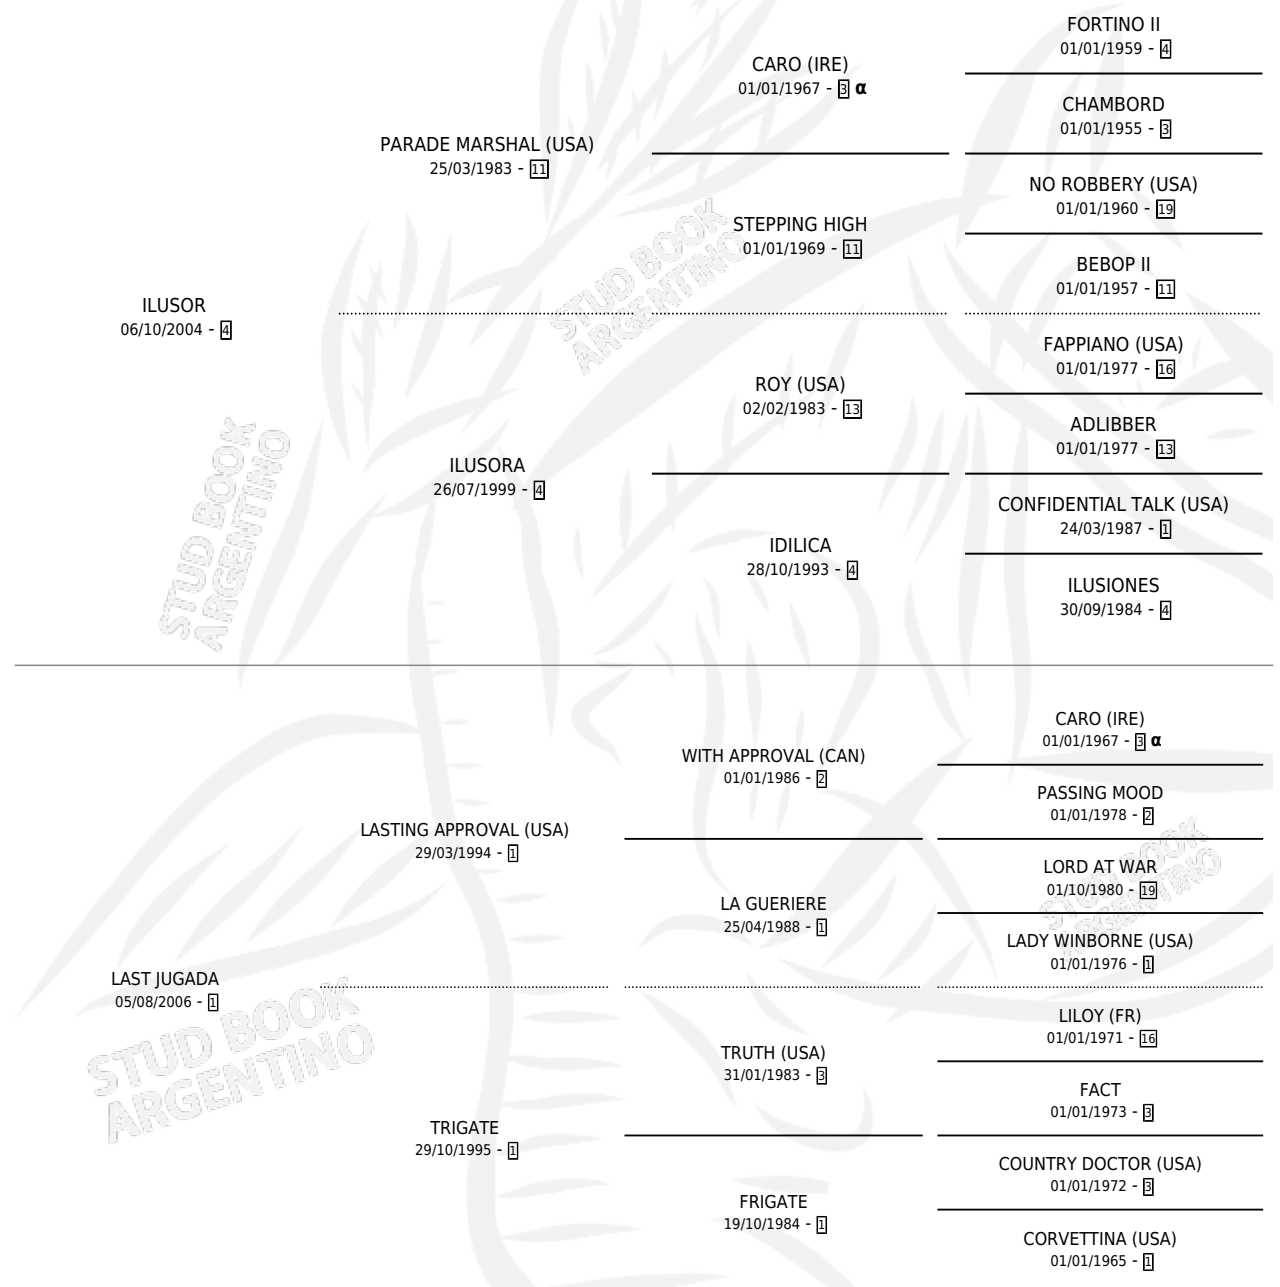 FORTINO II
01/01/1959 - 4
CARO (IRE)
01/01/1967 - 3 α
CHAMBORD
01/01/1955 - 3
PARADE MARSHAL (USA)
25/03/1983 - 11
NO ROBBERY (USA)
01/01/1960 - 19
STEPPING HIGH
01/01/1969 - 11
BEBOP II
01/01/1957 - 11
ILUSOR
06/10/2004 - 4
FAPPIANO (USA)
01/01/1977 - 16
ROY (USA)
02/02/1983 - 13
ADLIBBER
01/01/1977 - 13
ILUSORA
26/07/1999 - 4
CONFIDENTIAL TALK (USA)
24/03/1987 - 1
IDILICA
28/10/1993 - 4
ILUSIONES
30/09/1984 - 4
STUD BOOK
ARGENTINO
STUD BOOK
ARGENTINO
CARO (IRE)
01/01/1967 - 3 α
WITH APPROVAL (CAN)
01/01/1986 - 2
PASSING MOOD
01/01/1978 - 2
LASTING APPROVAL (USA)
29/03/1994 - 1
LORD AT WAR
01/10/1980 - 19
LA GUERIERE
25/04/1988 - 1
LADY WINBORNE (USA)
01/01/1976 - 1
LAST JUGADA
05/08/2006 - 1
LILOY (FR)
01/01/1971 - 16
TRUTH (USA)
31/01/1983 - 3
FACT
01/01/1973 - 3
TRIGATE
29/10/1995 - 1
COUNTRY DOCTOR (USA)
01/01/1972 - 3
FRIGATE
19/10/1984 - 1
CORVETTINA (USA)
01/01/1965 - 1
STUD BOOK
ARGENTINO
STUD BOOK
ARGENTINO